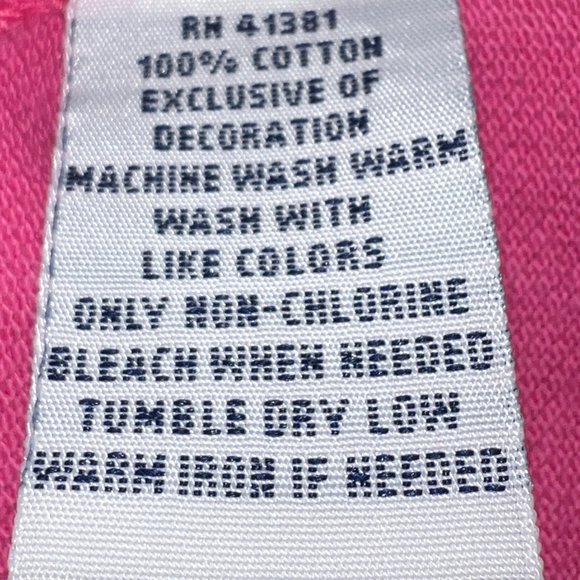 RN 41381
100% COTTON
EXCLUSIVE OF
DECORATION
MACHINE WASH WARM
WASH WITH
LIKE COLORS
ONLY NON-CHLORINE
BLEACH WHEN NEEDED
TUMBLE DRY LOW
WARM IRON IF NEEDED